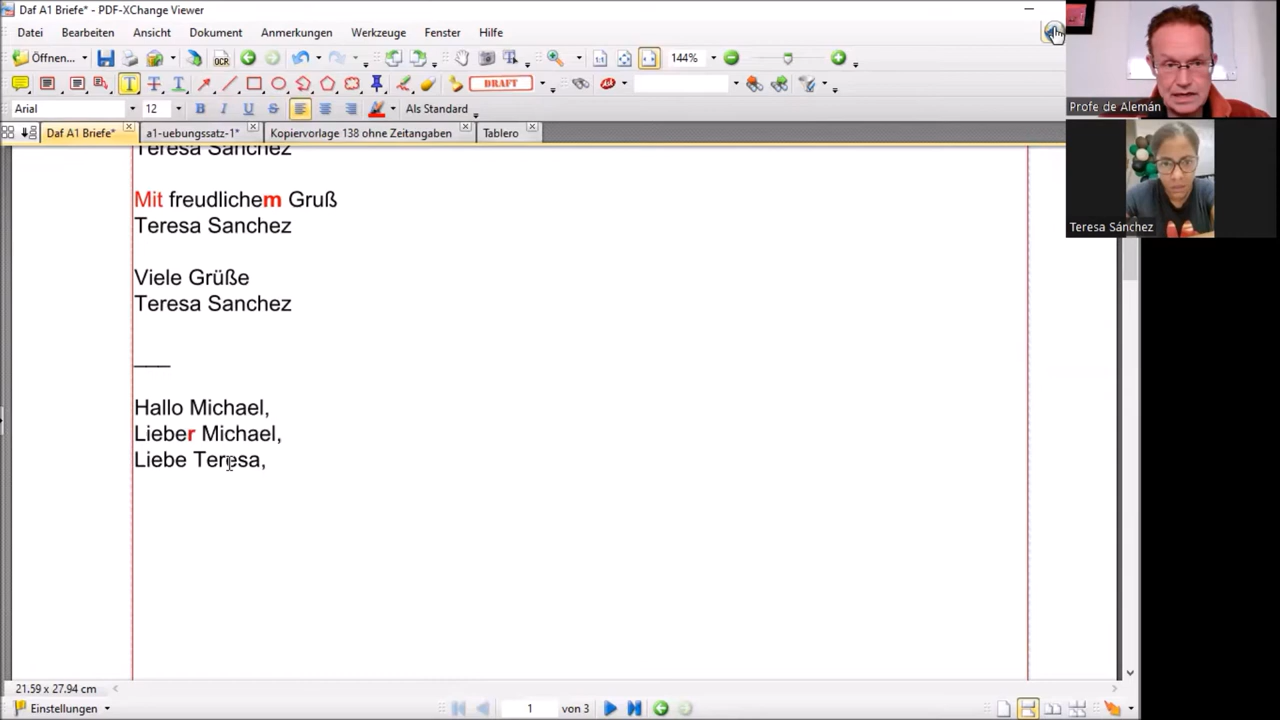 Daf A1 Briefe* - PDF-XChange Viewer
Datei Bearbeiten Ansicht Dokument Anmerkungen Werkzeuge Fenster Hilfe
Öffnen... OCR 144%
DRAFT
Arial 12 B I U A Als Standard
Daf A1 Briefe* a1-uebungssatz-1* Kopiervorlage 138 ohne Zeitangaben Tablero
Teresa Sanchez
Mit freudlichem Gruß
Teresa Sanchez
Viele Grüße
Teresa Sanchez
___
Hallo Michael,
Lieber Michael,
Liebe Teresa,
21.59 x 27.94 cm
Einstellungen 1 von 3
Profe de Alemán
Teresa Sánchez